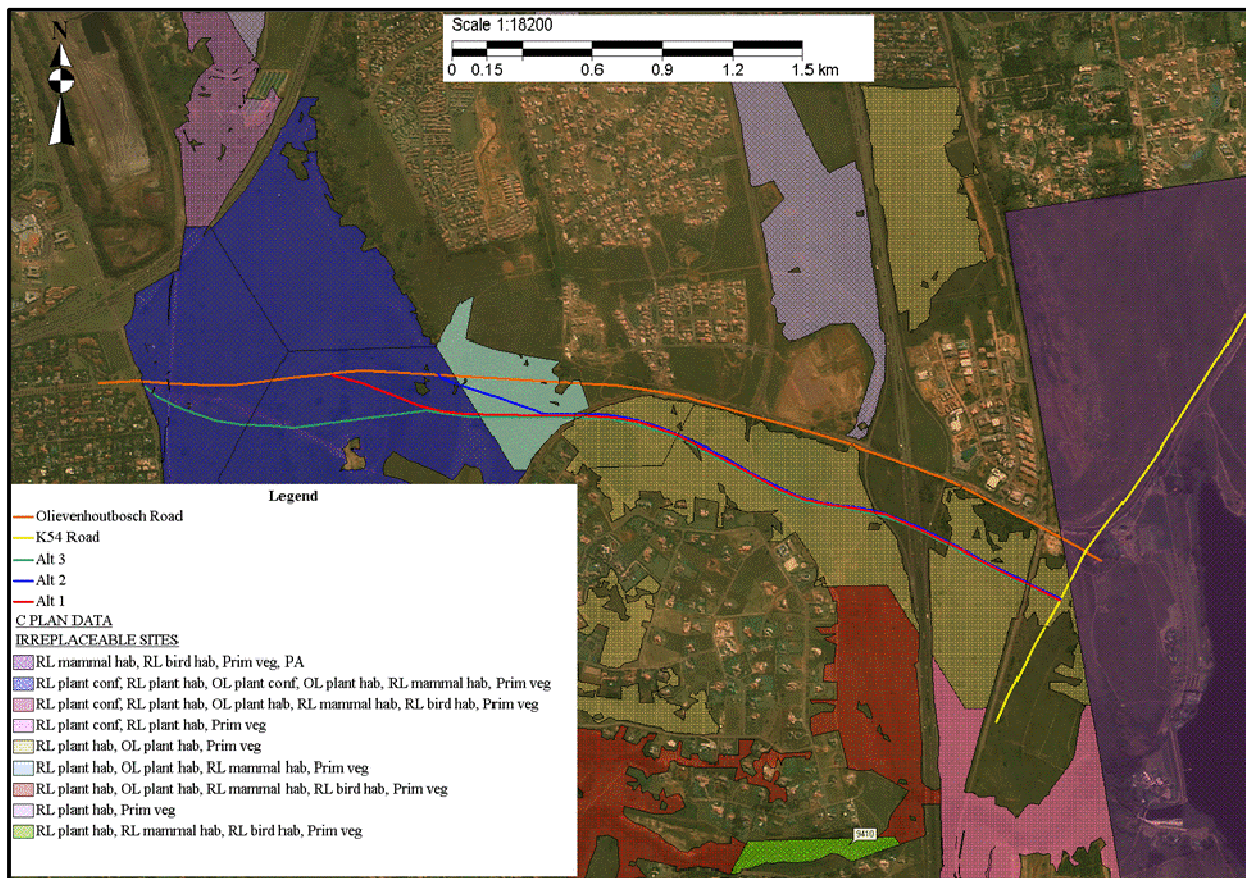 N
Scale 1:18200
0 0.15 0.6 0.9 1.2 1.5 km
Legend
Olievenhoutbosch Road
K54 Road
Alt 3
Alt 2
Alt 1
C PLAN DATA
IRREPLACEABLE SITES
RL mammal hab, RL bird hab, Prim veg, PA
RL plant conf, RL plant hab, OL plant conf, OL plant hab, RL mammal hab, Prim veg
RL plant conf, RL plant hab, OL plant hab, RL mammal hab, RL bird hab, Prim veg
RL plant conf, RL plant hab, Prim veg
RL plant hab, OL plant hab, Prim veg
RL plant hab, OL plant hab, RL mammal hab, Prim veg
RL plant hab, OL plant hab, RL mammal hab, RL bird hab, Prim veg
RL plant hab, Prim veg
RL plant hab, RL mammal hab, RL bird hab, Prim veg
9410